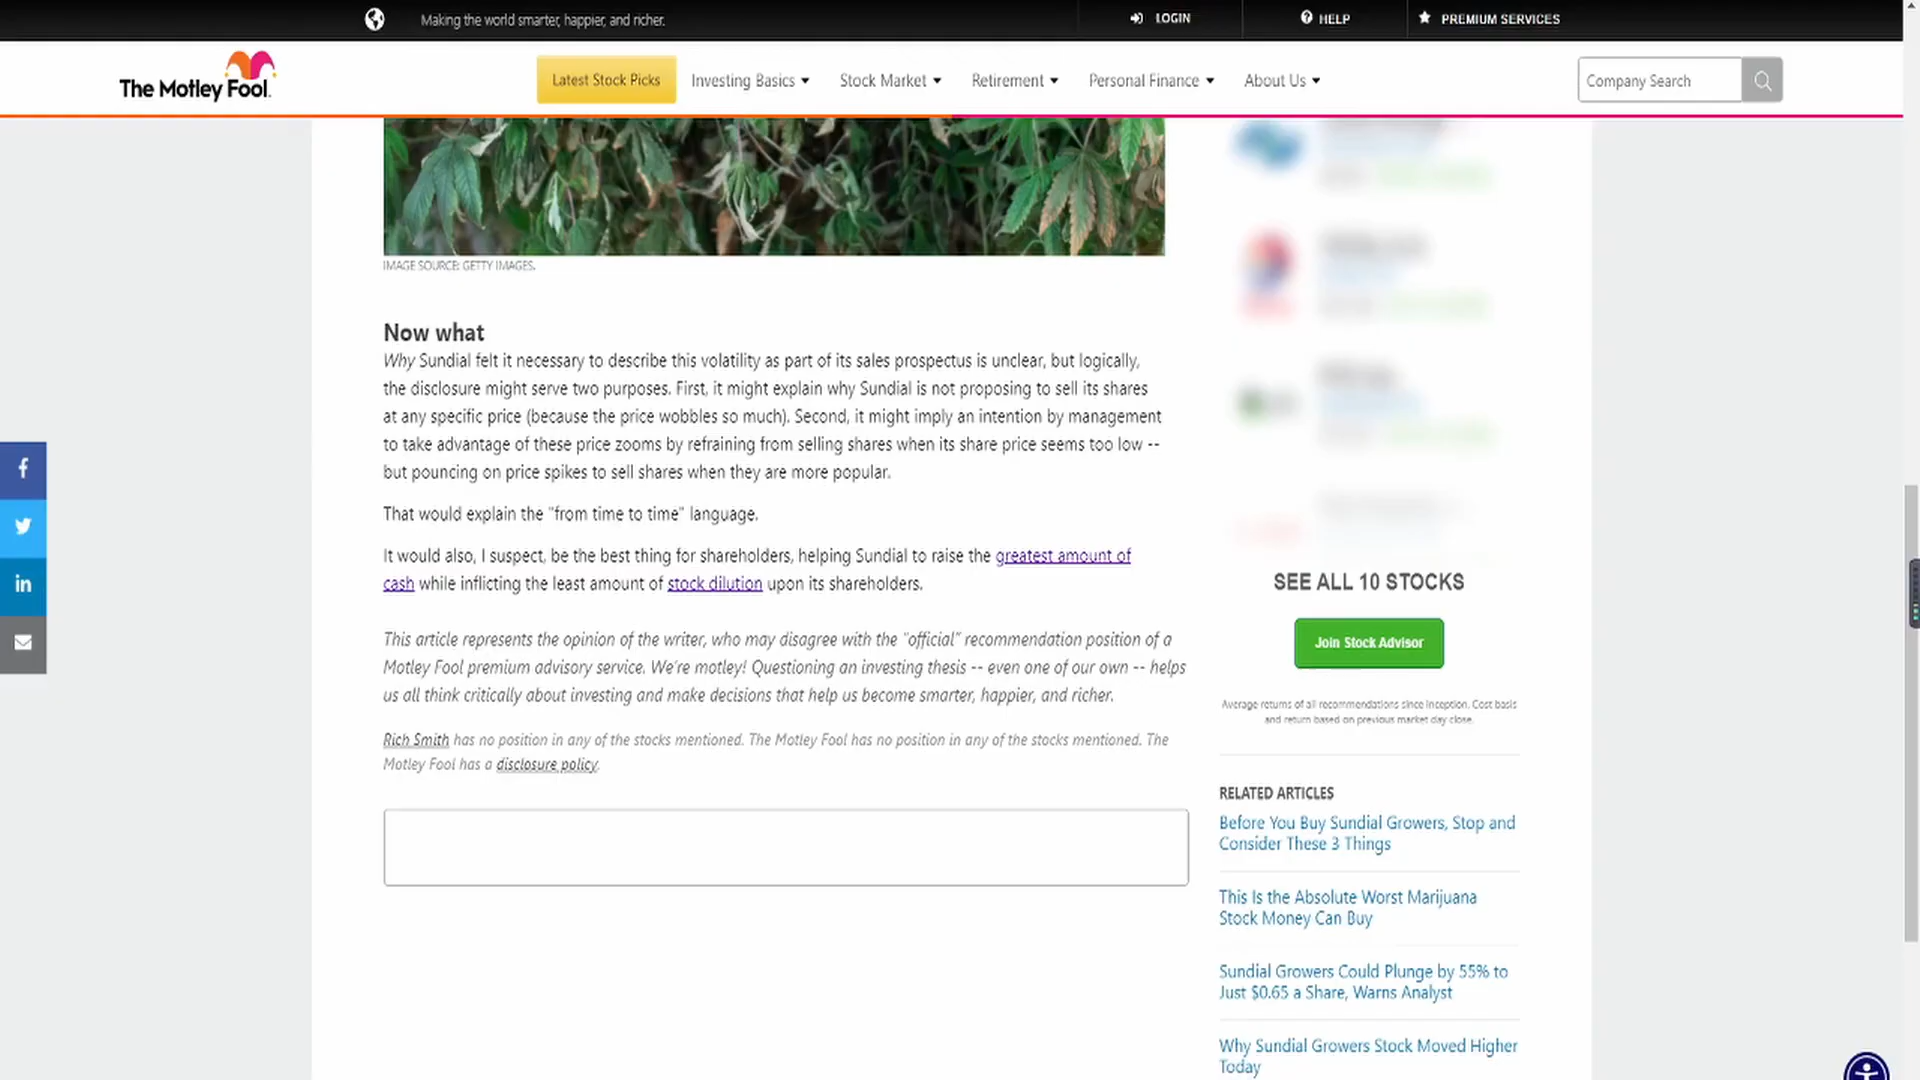 Making the world smarter, happier, and richer.
LOGIN
HELP
PREMIUM SERVICES
The Motley Fool.
Latest Stock Picks
Investing Basics
Stock Market
Retirement
Personal Finance
About Us
Company Search
IMAGE SOURCE: GETTY IMAGES.
Now what
Why Sundial felt it necessary to describe this volatility as part of its sales prospectus is unclear, but logically,
the disclosure might serve two purposes. First, it might explain why Sundial is not proposing to sell its shares
at any specific price (because the price wobbles so much). Second, it might imply an intention by management
to take advantage of these price zooms by refraining from selling shares when its share price seems too low --
but pouncing on price spikes to sell shares when they are more popular.
That would explain the "from time to time" language.
It would also, I suspect, be the best thing for shareholders, helping Sundial to raise the greatest amount of
cash while inflicting the least amount of stock dilution upon its shareholders.
This article represents the opinion of the writer, who may disagree with the “official” recommendation position of a
Motley Fool premium advisory service. We’re motley! Questioning an investing thesis -- even one of our own -- helps
us all think critically about investing and make decisions that help us become smarter, happier, and richer.
Rich Smith has no position in any of the stocks mentioned. The Motley Fool has no position in any of the stocks mentioned. The
Motley Fool has a disclosure policy.
SEE ALL 10 STOCKS
Join Stock Advisor
Average returns of all recommendations since inception. Cost basis
and return based on previous market day close.
RELATED ARTICLES
Before You Buy Sundial Growers, Stop and
Consider These 3 Things
This Is the Absolute Worst Marijuana
Stock Money Can Buy
Sundial Growers Could Plunge by 55% to
Just $0.65 a Share, Warns Analyst
Why Sundial Growers Stock Moved Higher
Today